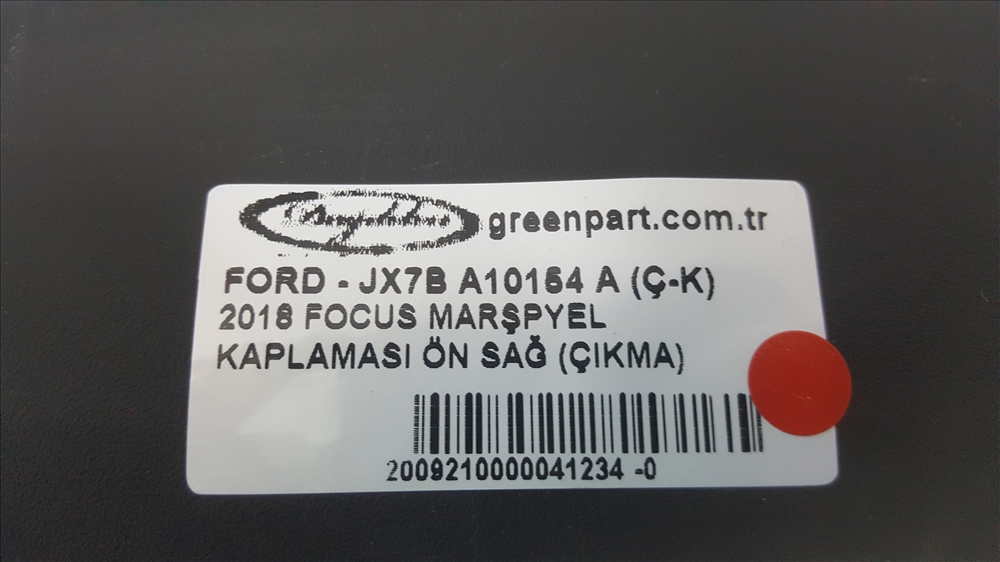 greenpart.com.tr
FORD - JX7B A10154 A (Ç-K)
2018 FOCUS MARŞPYEL
KAPLAMASI ÖN SAĞ (ÇIKMA)
2009210000041234 -0